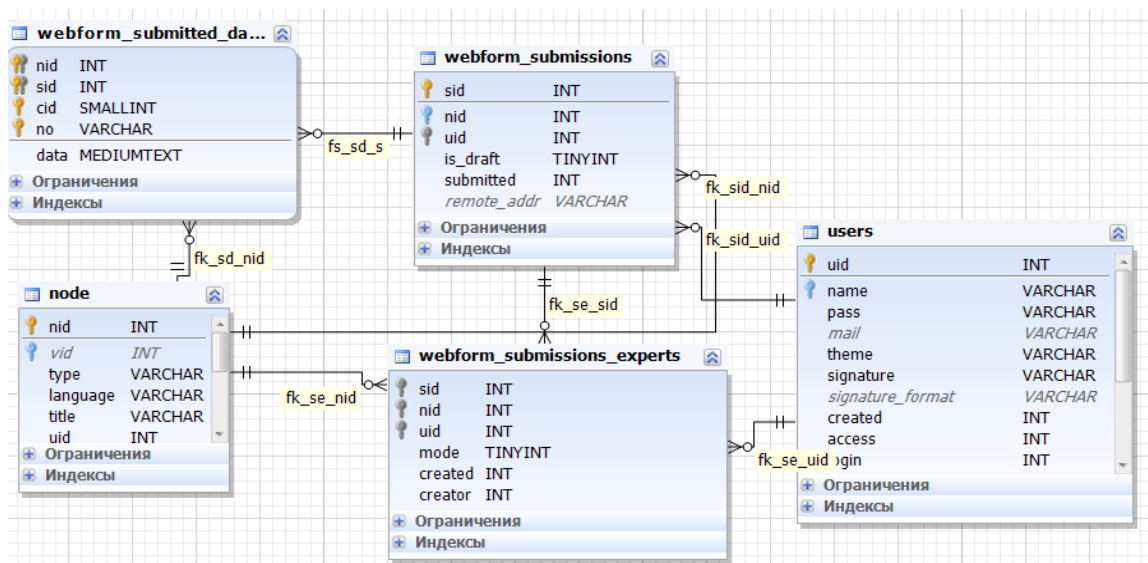 webform_submitted_da...
nid INT
sid INT
cid SMALLINT
no VARCHAR
data MEDIUMTEXT
Ограничения
Индексы
fs_sd_s
webform_submissions
sid INT
nid INT
uid INT
is_draft TINYINT
submitted INT
remote_addr VARCHAR
Ограничения
Индексы
fk_sid_nid
fk_sid_uid
fk_sd_nid
fk_se_sid
users
uid INT
name VARCHAR
pass VARCHAR
mail VARCHAR
theme VARCHAR
signature VARCHAR
signature_format VARCHAR
created INT
access INT
ogin INT
Ограничения
Индексы
node
nid INT
vid INT
type VARCHAR
language VARCHAR
title VARCHAR
uid INT
Ограничения
Индексы
fk_se_nid
webform_submissions_experts
sid INT
nid INT
uid INT
mode TINYINT
created INT
creator INT
Ограничения
Индексы
fk_se_uid